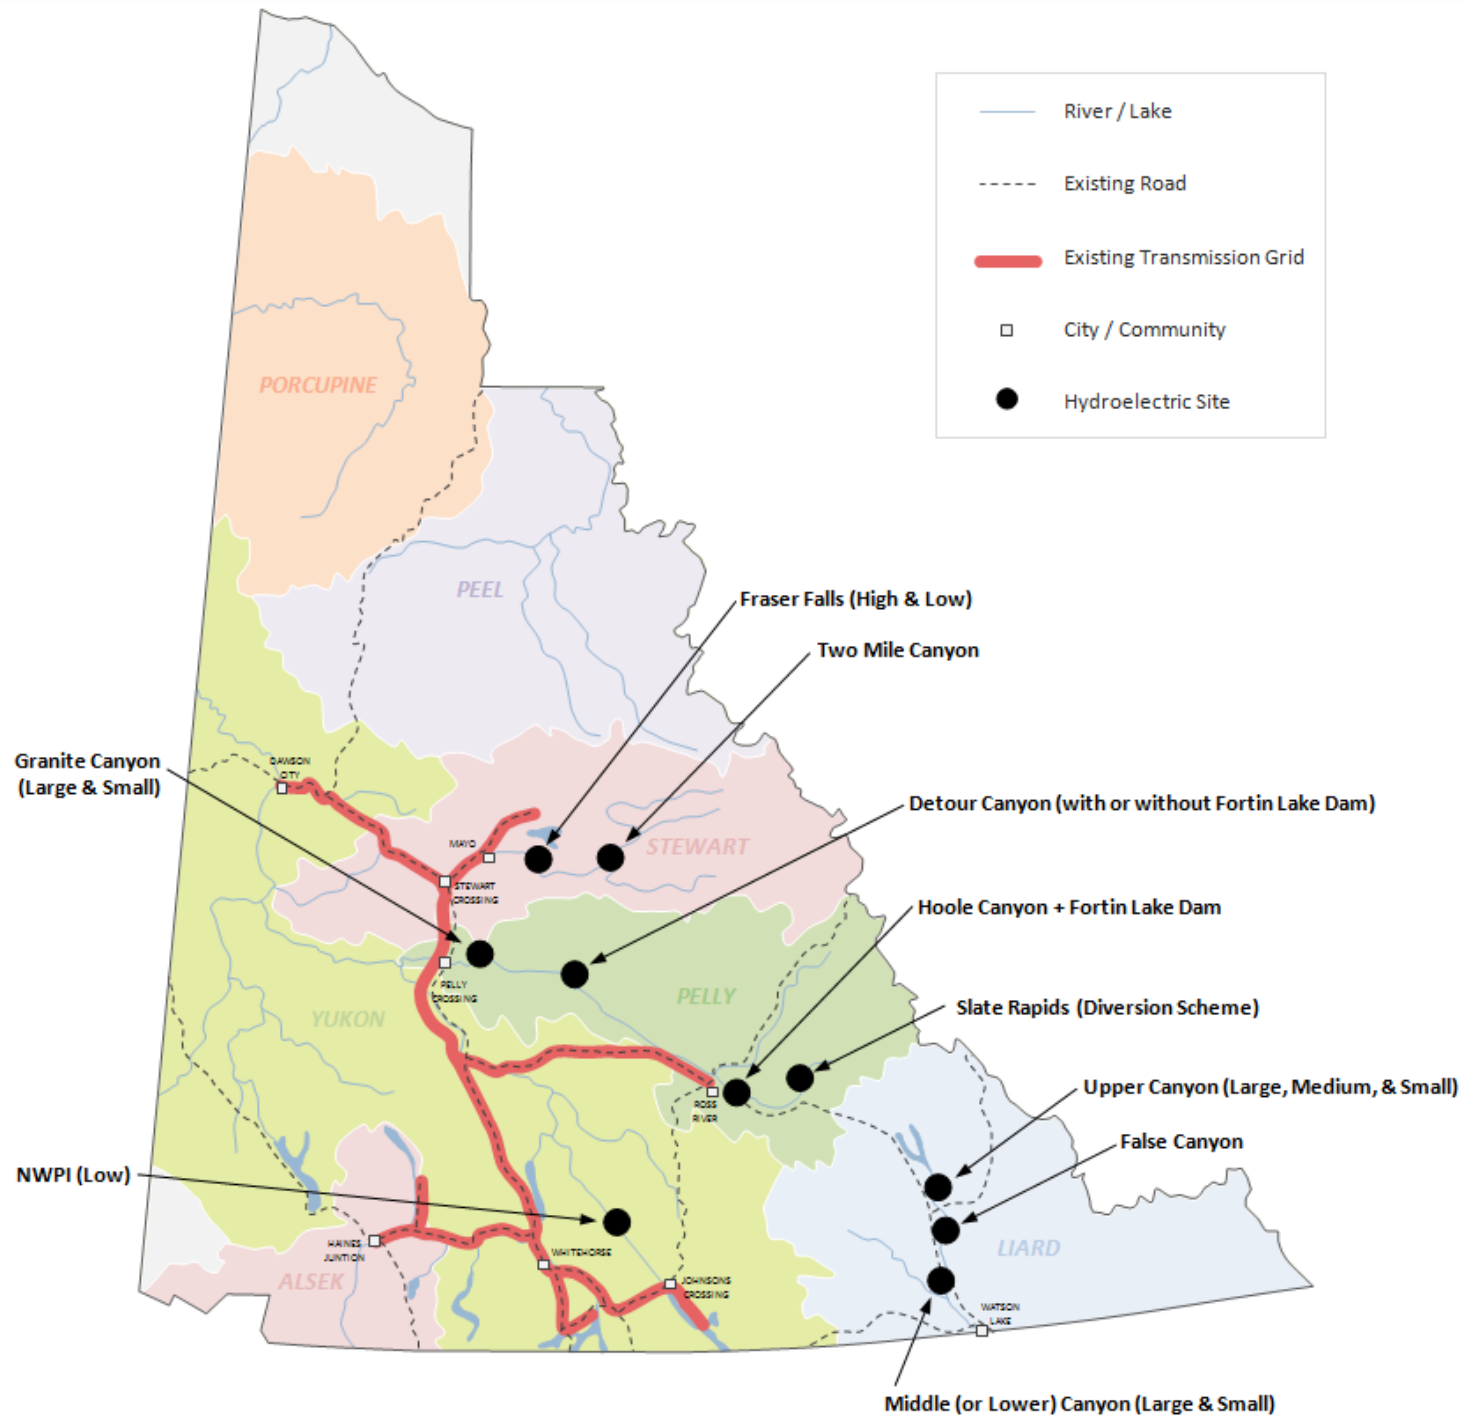 River / Lake
Existing Road
Existing Transmission Grid
City / Community
Hydroelectric Site
PORCUPINE
PEEL
Fraser Falls (High & Low)
Two Mile Canyon
Granite Canyon
(Large & Small)
DAWSON
CITY
Detour Canyon (with or without Fortin Lake Dam)
MAYO
STEWART
STEWART
CROSSING
Hoole Canyon + Fortin Lake Dam
PELLY
CROSSING
PELLY
YUKON
Slate Rapids (Diversion Scheme)
ROSS
RIVER
Upper Canyon (Large, Medium, & Small)
False Canyon
NWPI (Low)
HAINES
JUNTION
WHITEHORSE
LIARD
ALSEK
JOHNSONS
CROSSING
WATSON
LAKE
Middle (or Lower) Canyon (Large & Small)